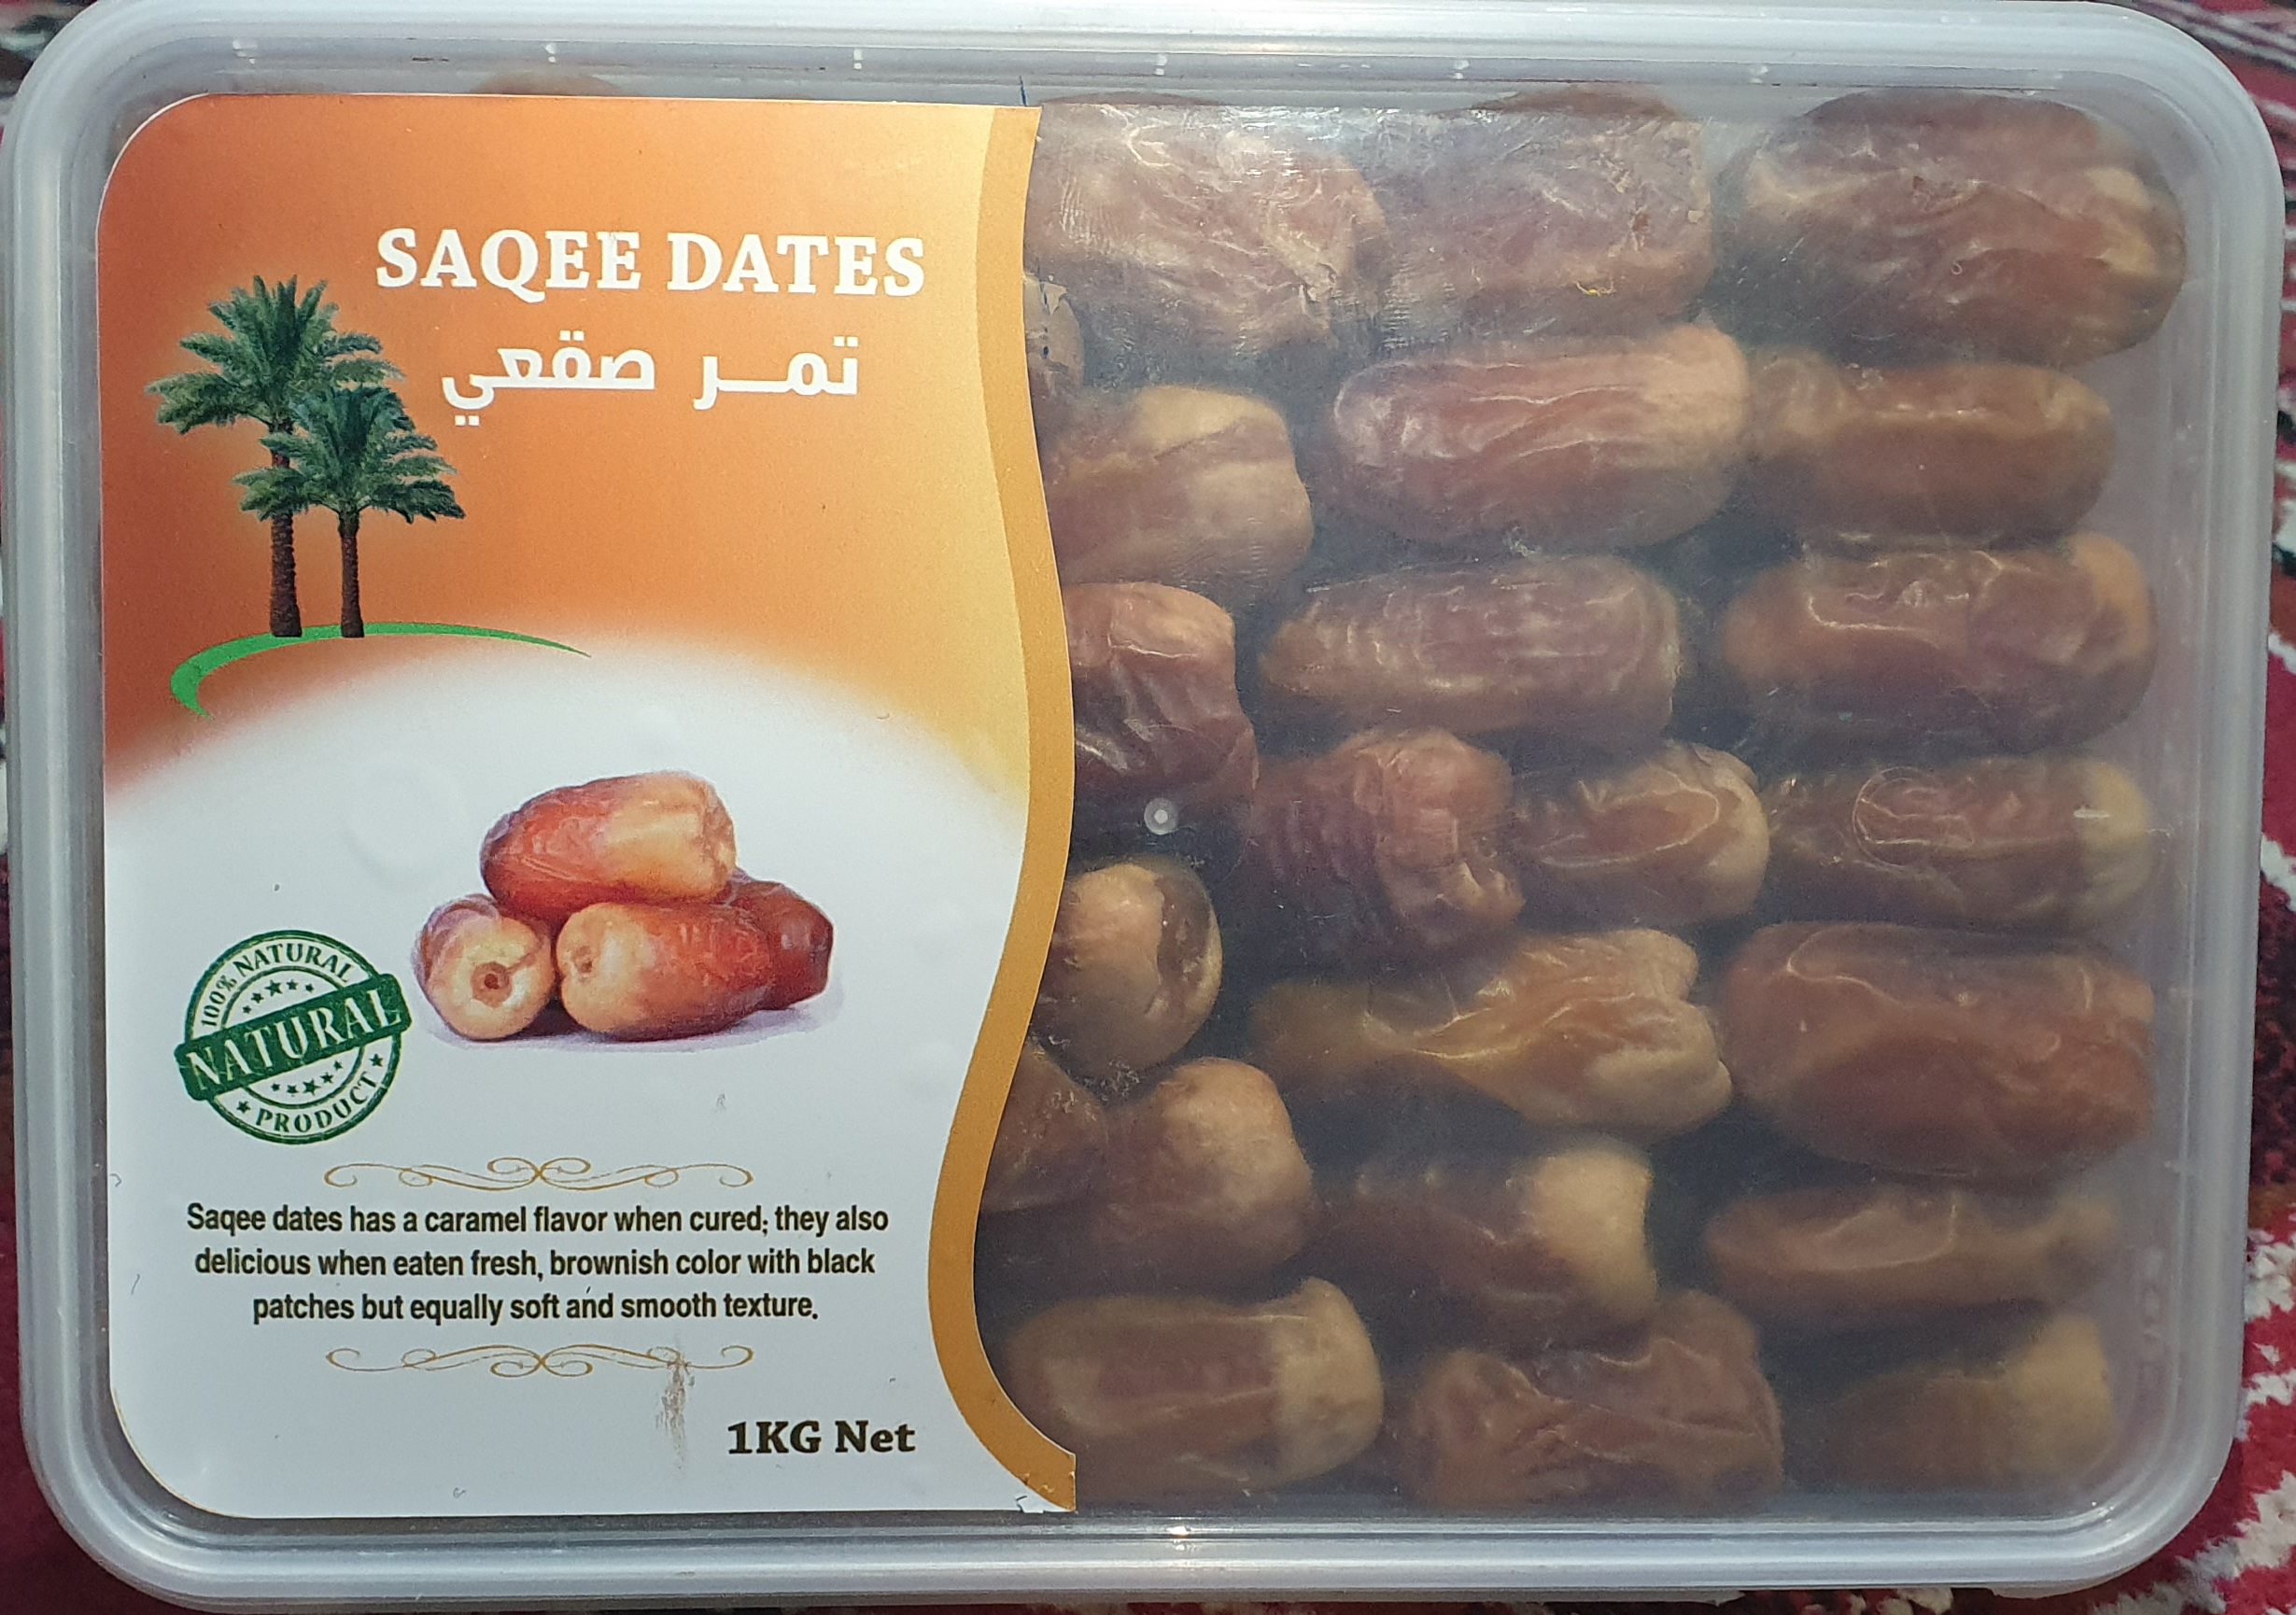 SAQEE DATES
تمر صقعي
100% NATURAL
NATURAL
PRODUCT
Saqee dates has a caramel flavor when cured; they also
delicious when eaten fresh, brownish color with black
patches but equally soft and smooth texture.
1KG Net